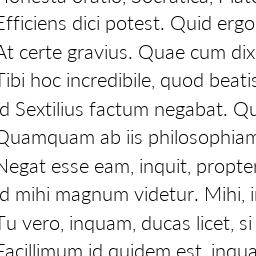 Honesta oratio, Socratica, Plato
Efficiens dici potest. Quid ergo
At certe gravius. Quae cum dix
Tibi hoc incredibile, quod beatis
Id Sextilius factum negabat. Qu
Quamquam ab iis philosophiam
Negat esse eam, inquit, propter
Id mihi magnum videtur. Mihi, i
Tu vero, inquam, ducas licet, si
Facillimum id quidem est, inqua